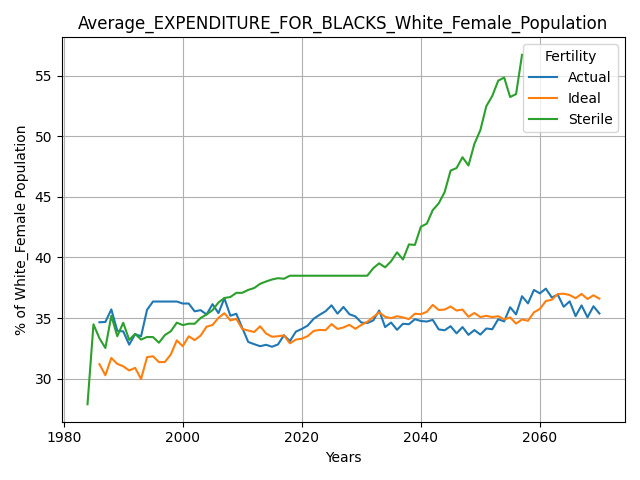 Average_EXPENDITURE_FOR_BLACKS_White_Female_Population
% of White_Female Population
55
50
45
40
35
30
1980
2000
2020
2040
2060
Years
Fertility
Actual
Ideal
Sterile